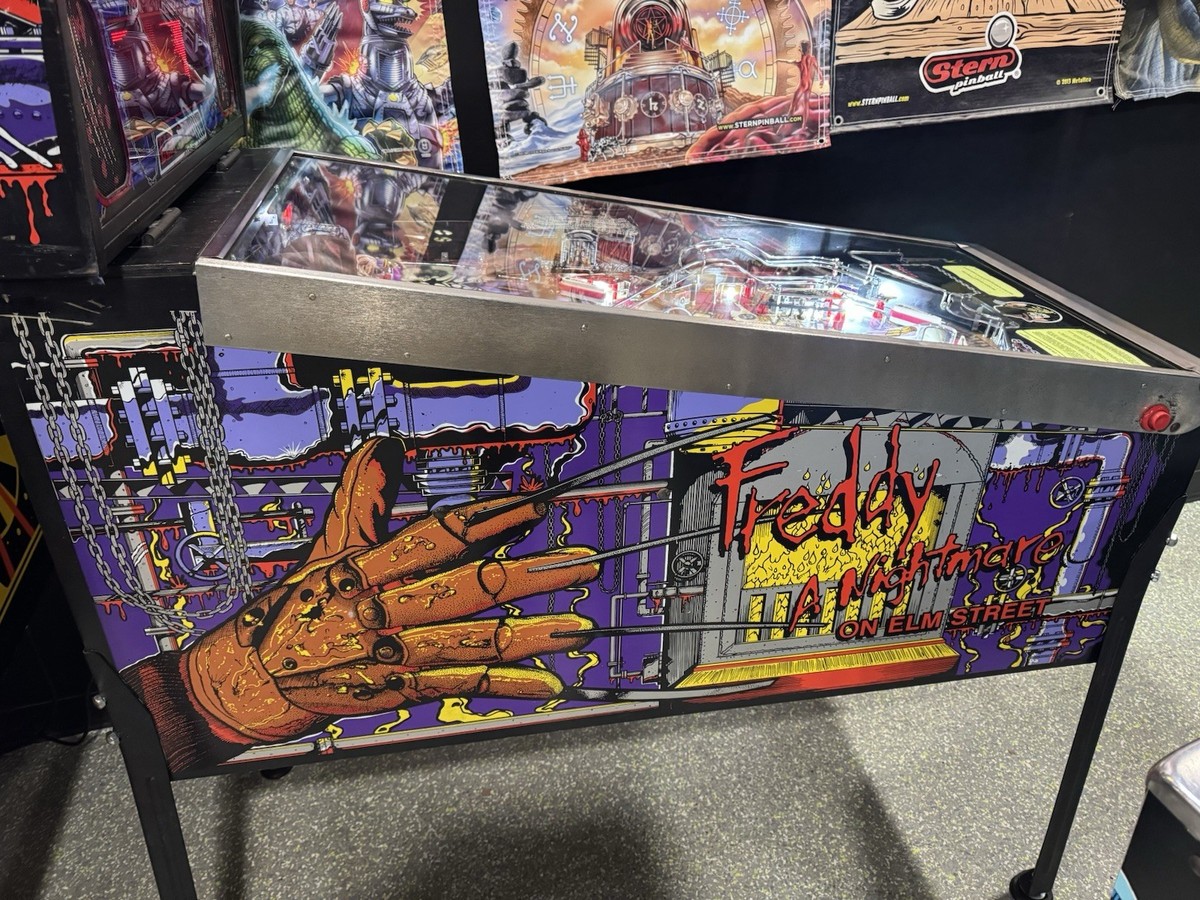 www.STERNPINBALL.com
Stern
pinball
www.STERNPINBALL.com
Freddy
A Nightmare
ON ELM STREET